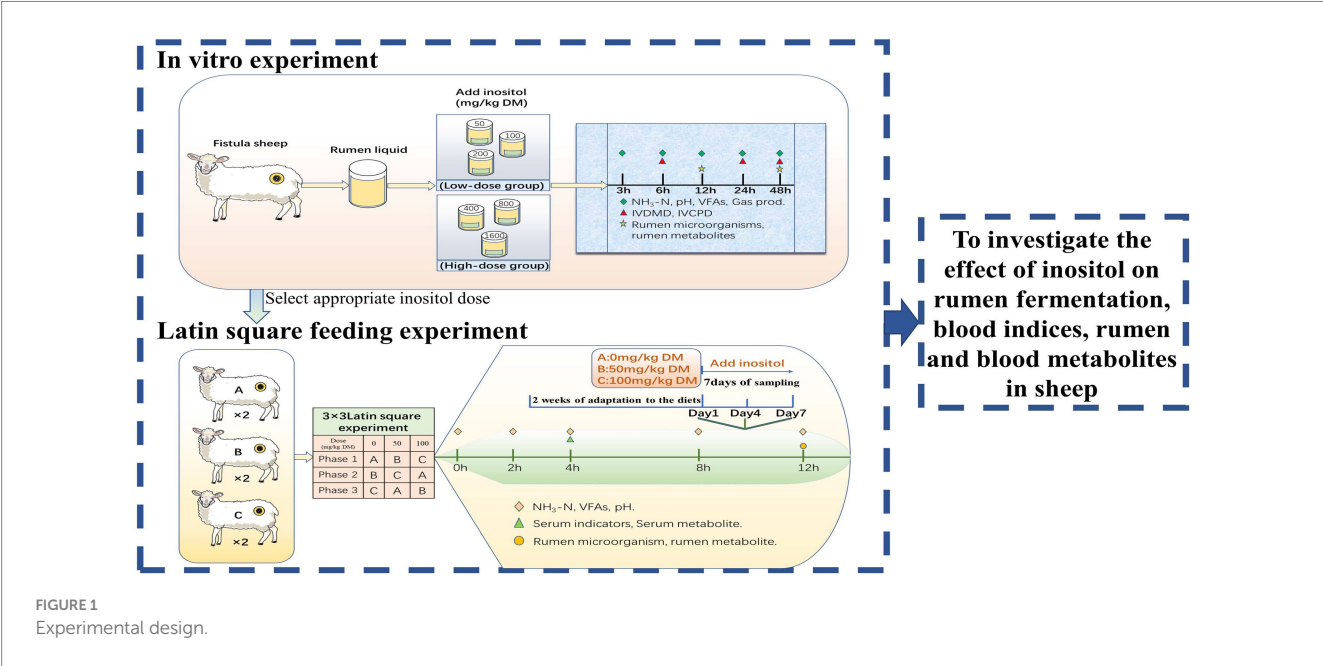 In vitro experiment
Fistula sheep
Rumen liquid
Add inositol
(mg/kg DM)
50
100
200
(Low-dose group)
400
800
1600
(High-dose group)
3h 6h 12h 24h 48h
NH₃-N, pH, VFAs, Gas prod.
IVDMD, IVCPD
Rumen microorganisms,
rumen metabolites
Select appropriate inositol dose
Latin square feeding experiment
A
×2
B
×2
C
×2
3×3Latin square
experiment
Dose
(mg/kg DM) 0 50 100
Phase 1 A B C
Phase 2 B C A
Phase 3 C A B
A:0mg/kg DM
B:50mg/kg DM
C:100mg/kg DM
Add inositol
7days of sampling
2 weeks of adaptation to the diets
Day1 Day4 Day7
0h 2h 4h 8h 12h
NH₃-N, VFAs, pH.
Serum indicators, Serum metabolite.
Rumen microorganism, rumen metabolite.
To investigate the
effect of inositol on
rumen fermentation,
blood indices, rumen
and blood metabolites
in sheep
FIGURE 1
Experimental design.